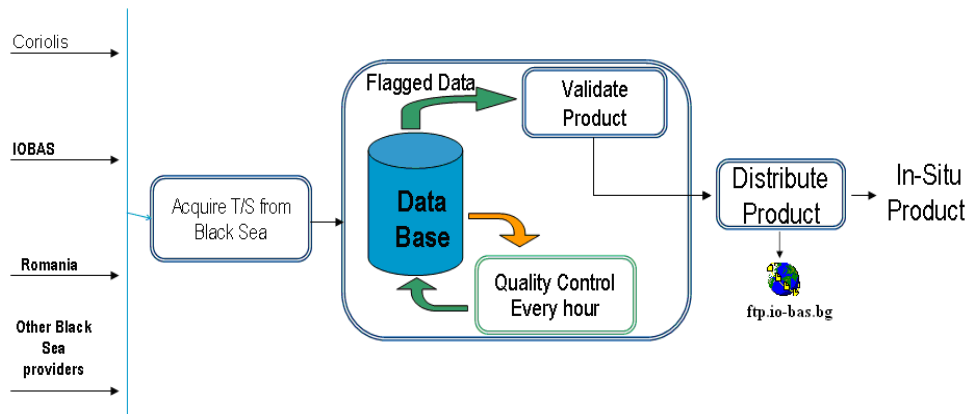 Coriolis
IOBAS
Romania
Other Black
Sea
providers
Acquire T/S from
Black Sea
Flagged Data
Data
Base
Quality Control
Every hour
Validate
Product
Distribute
Product
ftp.io-bas.bg
In-Situ
Product